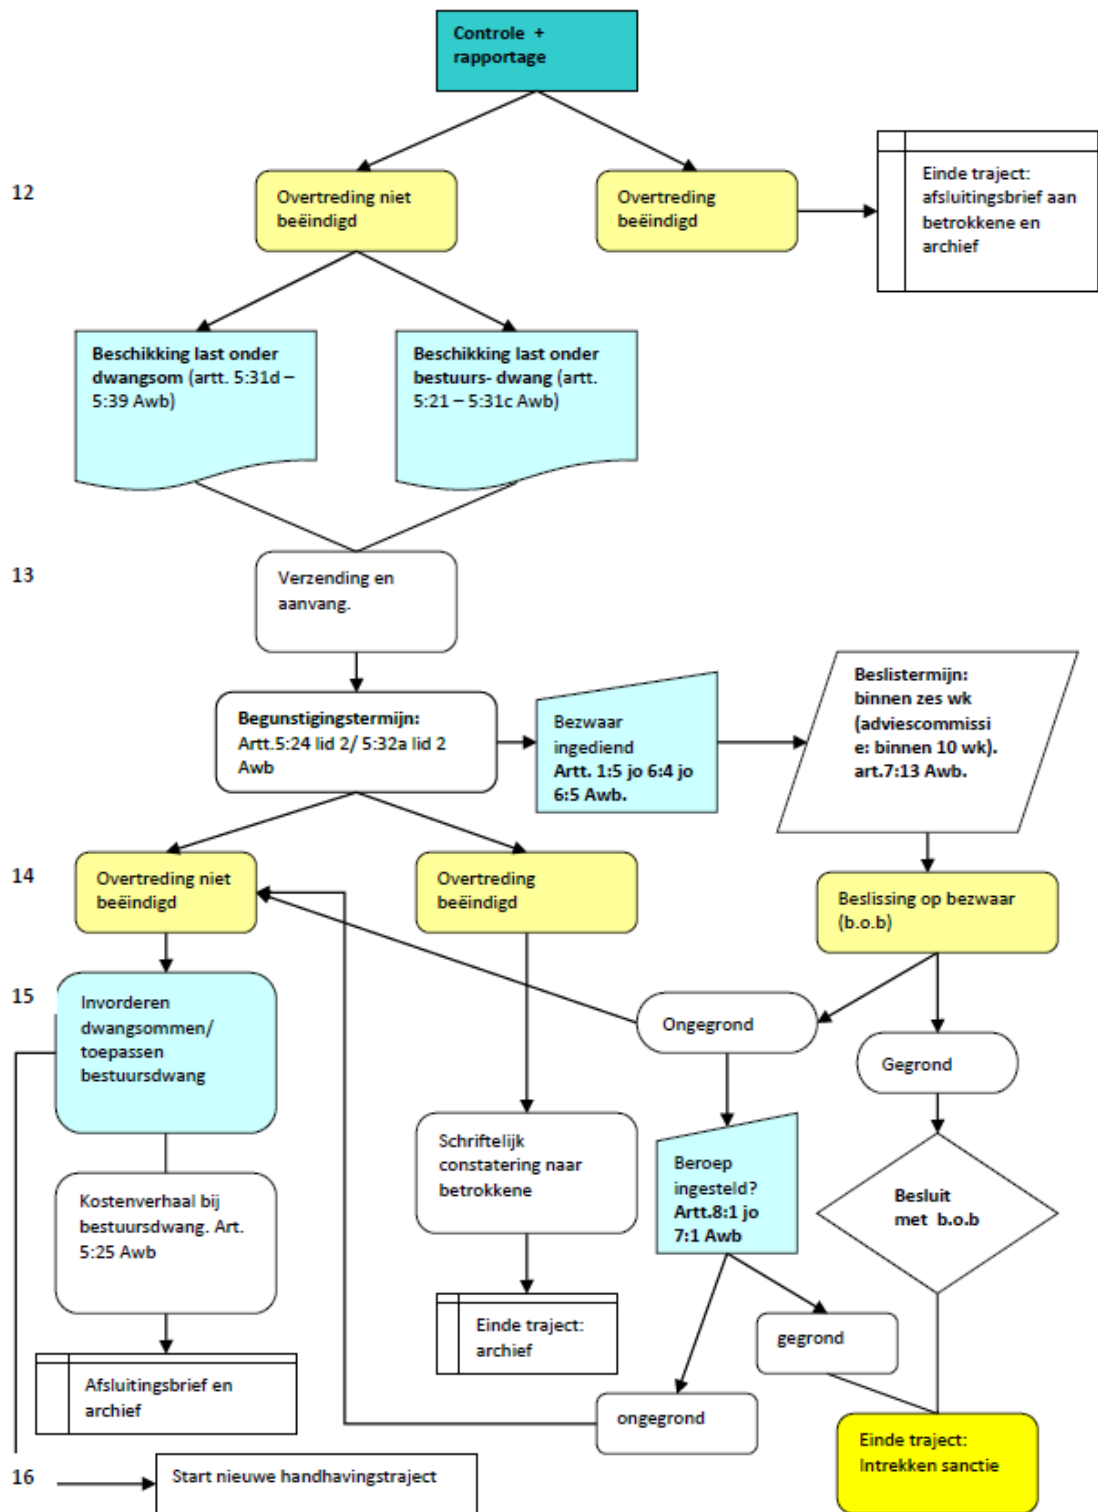 Controle +
rapportage
12
Overtreding niet
beëindigd
Overtreding
beëindigd
Einde traject:
afsluitingsbrief aan
betrokkene en
archief
Beschikking last onder
dwangsom (artt. 5:31d –
5:39 Awb)
Beschikking last onder
bestuurs- dwang (artt.
5:21 – 5:31c Awb)
13
Verzending en
aanvang.
Begunstigingstermijn:
Artt.5:24 lid 2/ 5:32a lid 2
Awb
Bezwaar
ingediend
Artt. 1:5 jo 6:4 jo
6:5 Awb.
Beslistermijn:
binnen zes wk
(adviescommissi
e: binnen 10 wk).
art.7:13 Awb.
14
Overtreding niet
beëindigd
Overtreding
beëindigd
Beslissing op bezwaar
(b.o.b)
15
Invorderen
dwangsommen/
toepassen
bestuursdwang
Ongegrond
Gegrond
Schriftelijk
constatering naar
betrokkene
Beroep
ingesteld?
Artt.8:1 jo
7:1 Awb
Besluit
met b.o.b
Kostenverhaal bij
bestuursdwang. Art.
5:25 Awb
Einde traject:
archief
gegrond
Afsluitingsbrief en
archief
ongegrond
Einde traject:
Intrekken sanctie
16
Start nieuwe handhavingstraject